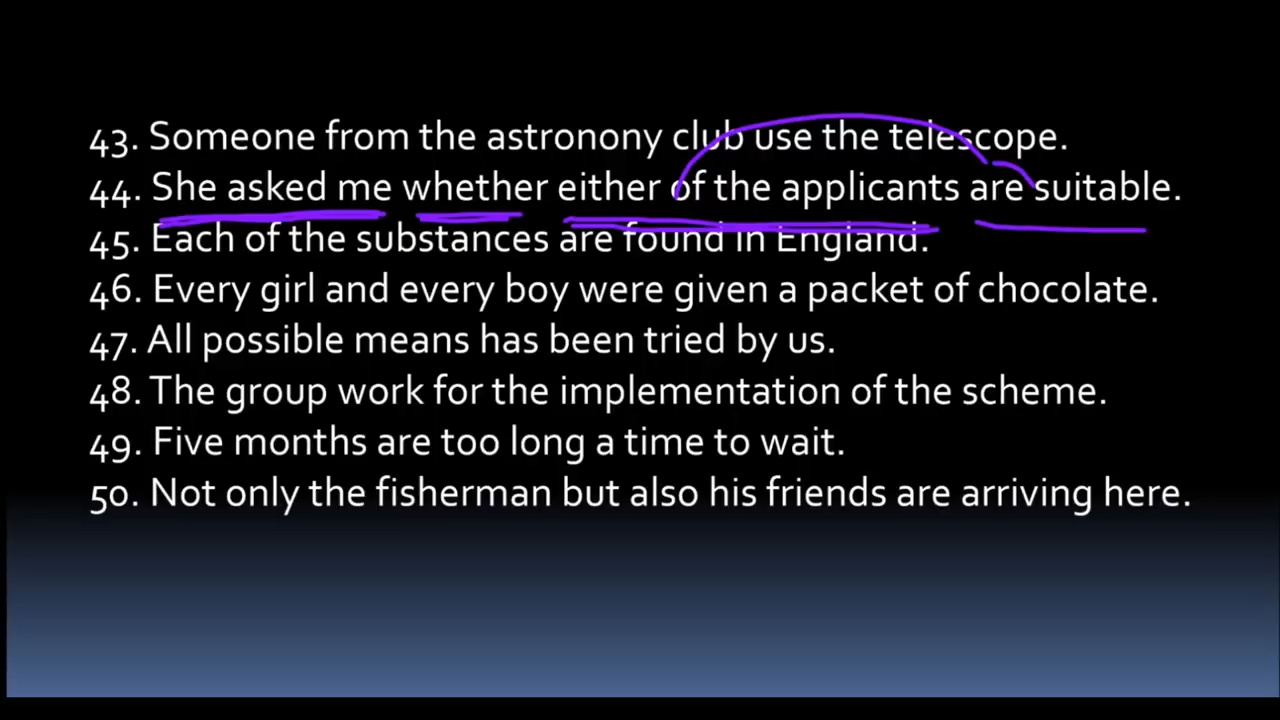 43. Someone from the astronony club use the telescope.
44. She asked me whether either of the applicants are suitable.
45. Each of the substances are found in England.
46. Every girl and every boy were given a packet of chocolate.
47. All possible means has been tried by us.
48. The group work for the implementation of the scheme.
49. Five months are too long a time to wait.
50. Not only the fisherman but also his friends are arriving here.